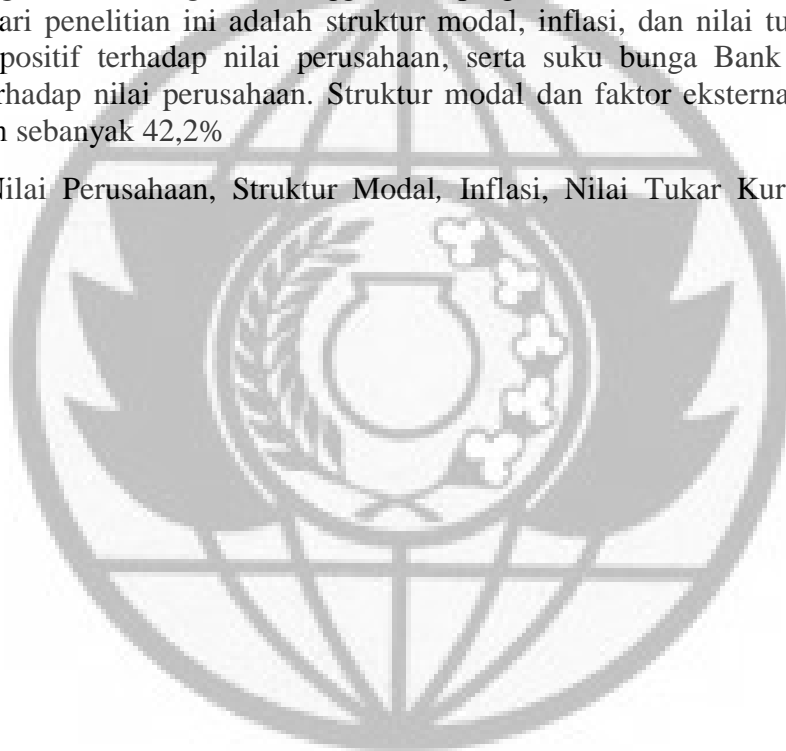 ari penelitian ini adalah struktur modal, inflasi, dan nilai tu
positif terhadap nilai perusahaan, serta suku bunga Bank
rhadap nilai perusahaan. Struktur modal dan faktor eksterna
n sebanyak 42,2%
Nilai Perusahaan, Struktur Modal, Inflasi, Nilai Tukar Kur